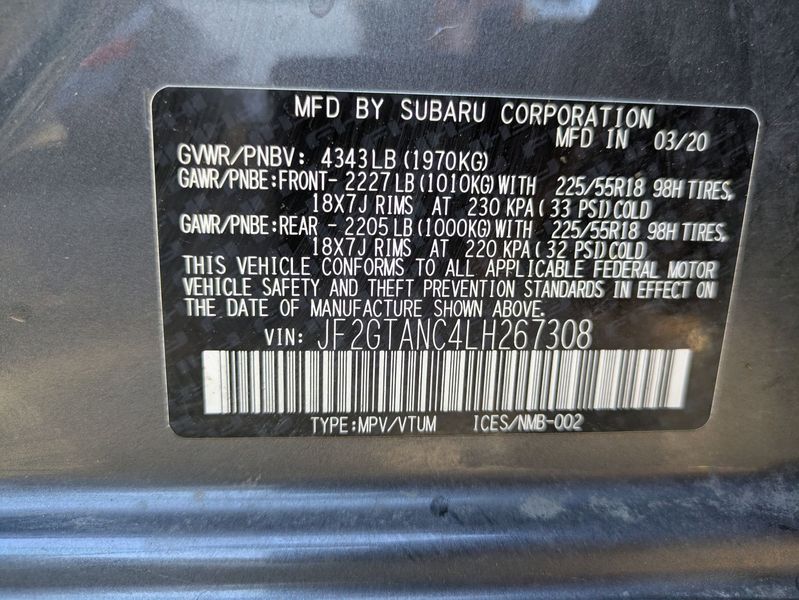 MFD BY SUBARU CORPORATION
MFD IN 03/20
GVWR/PNBV: 4343LB (1970KG)
GAWR/PNBE:FRONT- 2227LB (1010KG)WITH 225/55R18 98H TIRES,
18X7J RIMS AT 230 KPA( 33 PSI)COLD
GAWR/PNBE:REAR - 2205LB (1000KG)WITH 225/55R18 98H TIRES,
18X7J RIMS AT 220 KPA( 32 PSI)COLD
THIS VEHICLE CONFORMS TO ALL APPLICABLE FEDERAL MOTOR
VEHICLE SAFETY AND THEFT PREVENTION STANDARDS IN EFFECT ON
THE DATE OF MANUFACTURE SHOWN ABOVE.
VIN: JF2GTANC4LH267308
TYPE:MPV/VTUM ICES/NMB-002